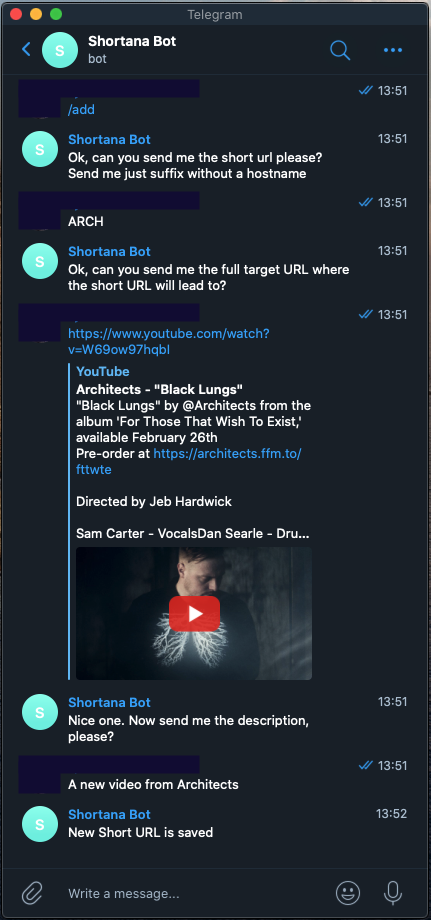 Telegram
S
Shortana Bot
bot
13:51
/add
S
Shortana Bot 13:51
Ok, can you send me the short url please?
Send me just suffix without a hostname
13:51
ARCH
S
Shortana Bot 13:51
Ok, can you send me the full target URL where
the short URL will lead to?
13:51
https://www.youtube.com/watch?
v=W69ow97hqbI
YouTube
Architects - "Black Lungs"
"Black Lungs" by @Architects from the
album 'For Those That Wish To Exist,'
available February 26th
Pre-order at https://architects.ffm.to/
fttwte
Directed by Jeb Hardwick
Sam Carter - VocalsDan Searle - Dru...
S
Shortana Bot 13:51
Nice one. Now send me the description,
please?
13:51
A new video from Architects
S
Shortana Bot 13:52
New Short URL is saved
Write a message...